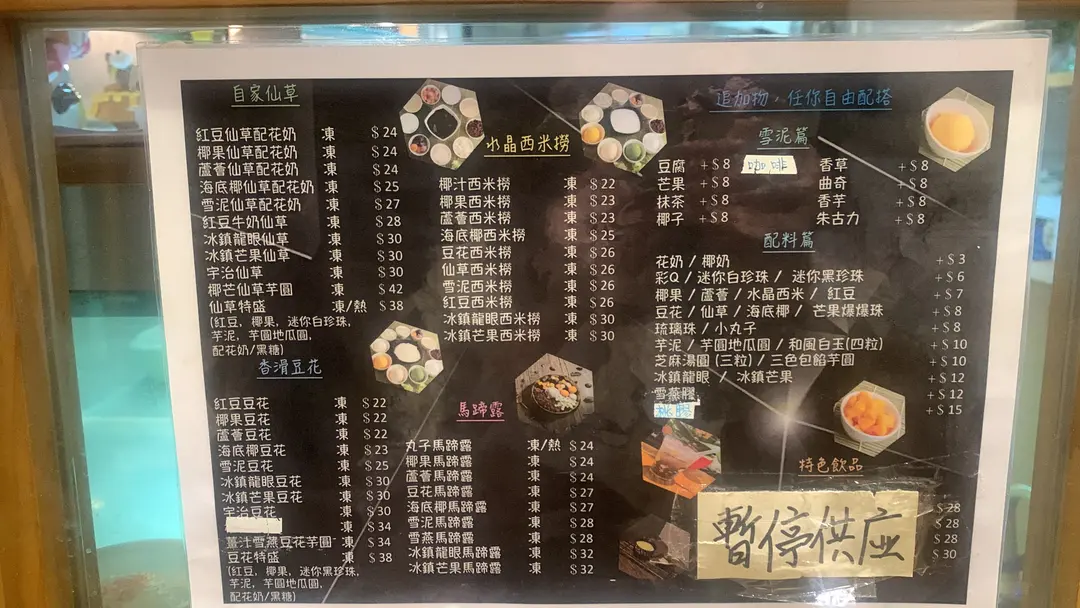 自家仙草
紅豆仙草配花奶 凍 $24
椰果仙草配花奶 凍 $24
蘆薈仙草配花奶 凍 $24
海底椰仙草配花奶 凍 $25
雪泥仙草配花奶 凍 $27
紅豆牛奶仙草 凍 $28
冰鎮龍眼仙草 凍 $30
冰鎮芒果仙草 凍 $30
宇治仙草 凍 $30
椰芒仙草芋圓 凍 $42
仙草特盛 凍/熱 $38
(紅豆, 椰果, 迷你白珍珠,
芋泥, 芋圓地瓜圓,
配花奶/黑糖)
香滑豆花
紅豆豆花 凍 $22
椰果豆花 凍 $22
蘆薈豆花 凍 $22
海底椰豆花 凍 $23
雪泥豆花 凍 $25
冰鎮龍眼豆花 凍 $30
冰鎮芒果豆花 凍 $30
宇治豆花 凍 $30
凍 $34
薑汁雪燕豆花芋圓 凍 $34
豆花特盛 凍 $38
(紅豆, 椰果, 迷你黑珍珠,
芋泥, 芋圓地瓜圓,
配花奶/黑糖)
水晶西米撈
椰汁西米撈 凍 $22
椰果西米撈 凍 $23
蘆薈西米撈 凍 $23
海底椰西米撈 凍 $25
豆花西米撈 凍 $26
仙草西米撈 凍 $26
雪泥西米撈 凍 $26
紅豆西米撈 凍 $26
冰鎮龍眼西米撈 凍 $30
冰鎮芒果西米撈 凍 $30
馬蹄露
丸子馬蹄露 凍/熱 $24
椰果馬蹄露 凍 $24
蘆薈馬蹄露 凍 $24
豆花馬蹄露 凍 $27
海底椰馬蹄露 凍 $27
雪泥馬蹄露 凍 $28
雪燕馬蹄露 凍 $28
冰鎮龍眼馬蹄露 凍 $32
冰鎮芒果馬蹄露 凍 $32
追加物，任你自由配塔
雪泥篇
豆腐 +$8 咖啡 香草 +$8
芒果 +$8 曲奇 +$8
抹茶 +$8 香芋 +$8
椰子 +$8 朱古力 +$8
配料篇
花奶 / 椰奶 +$3
彩Q / 迷你白珍珠 / 迷你黑珍珠 +$6
椰果 / 蘆薈 / 水晶西米 / 紅豆 +$7
豆花 / 仙草 / 海底椰 / 芒果爆爆珠 +$8
琉璃珠 / 小丸子 +$8
芋泥 / 芋圓地瓜圓 / 和風白玉(四粒) +$10
芝麻湯圓 (三粒) / 三色包餡芋圓 +$10
冰鎮龍眼 / 冰鎮芒果 +$12
雪燕膠 +$12
桃膠 +$15
特色飲品
暫停供应
$28
$28
$28
$30